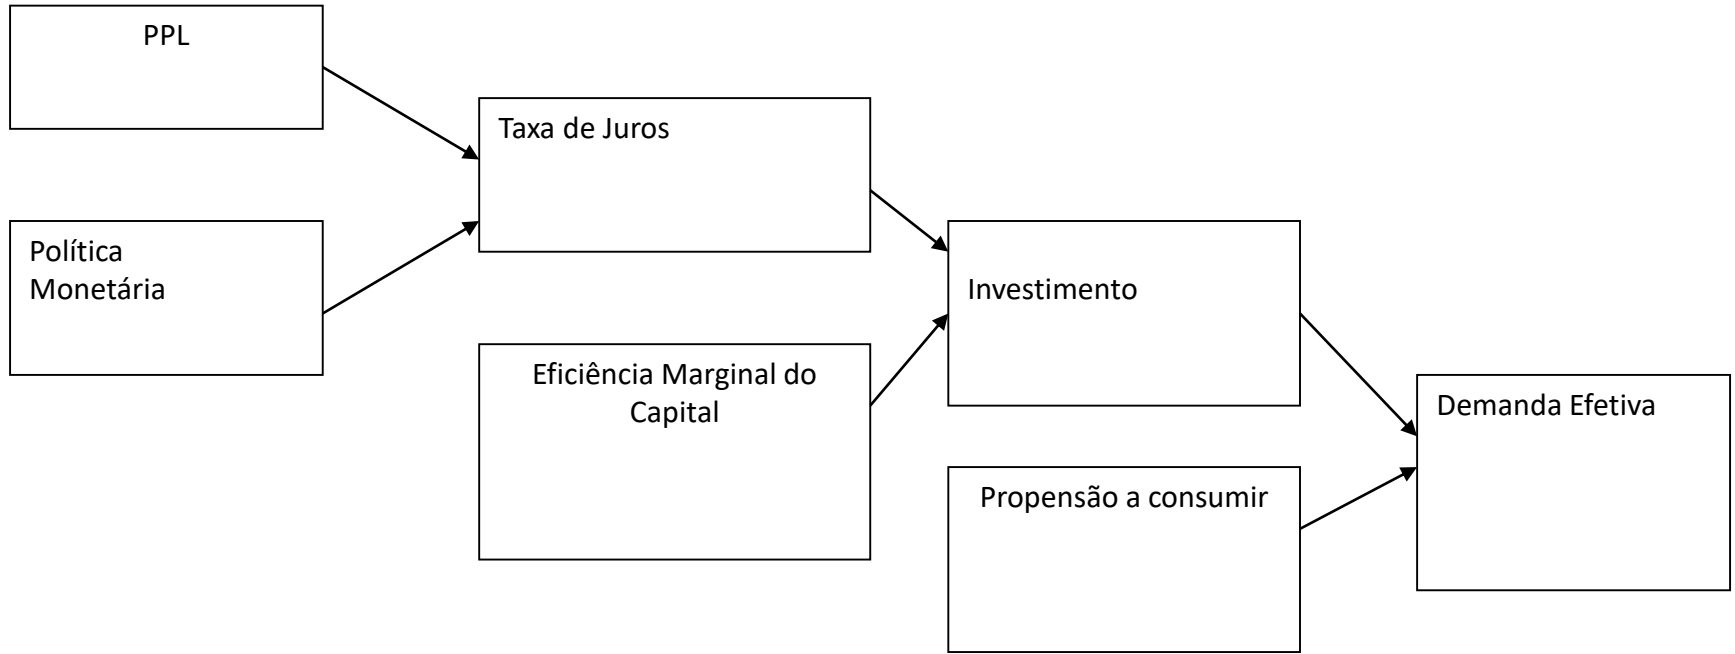 PPL
Taxa de Juros
Política
Monetária
Investimento
Eficiência Marginal do
Capital
Demanda Efetiva
Propensão a consumir